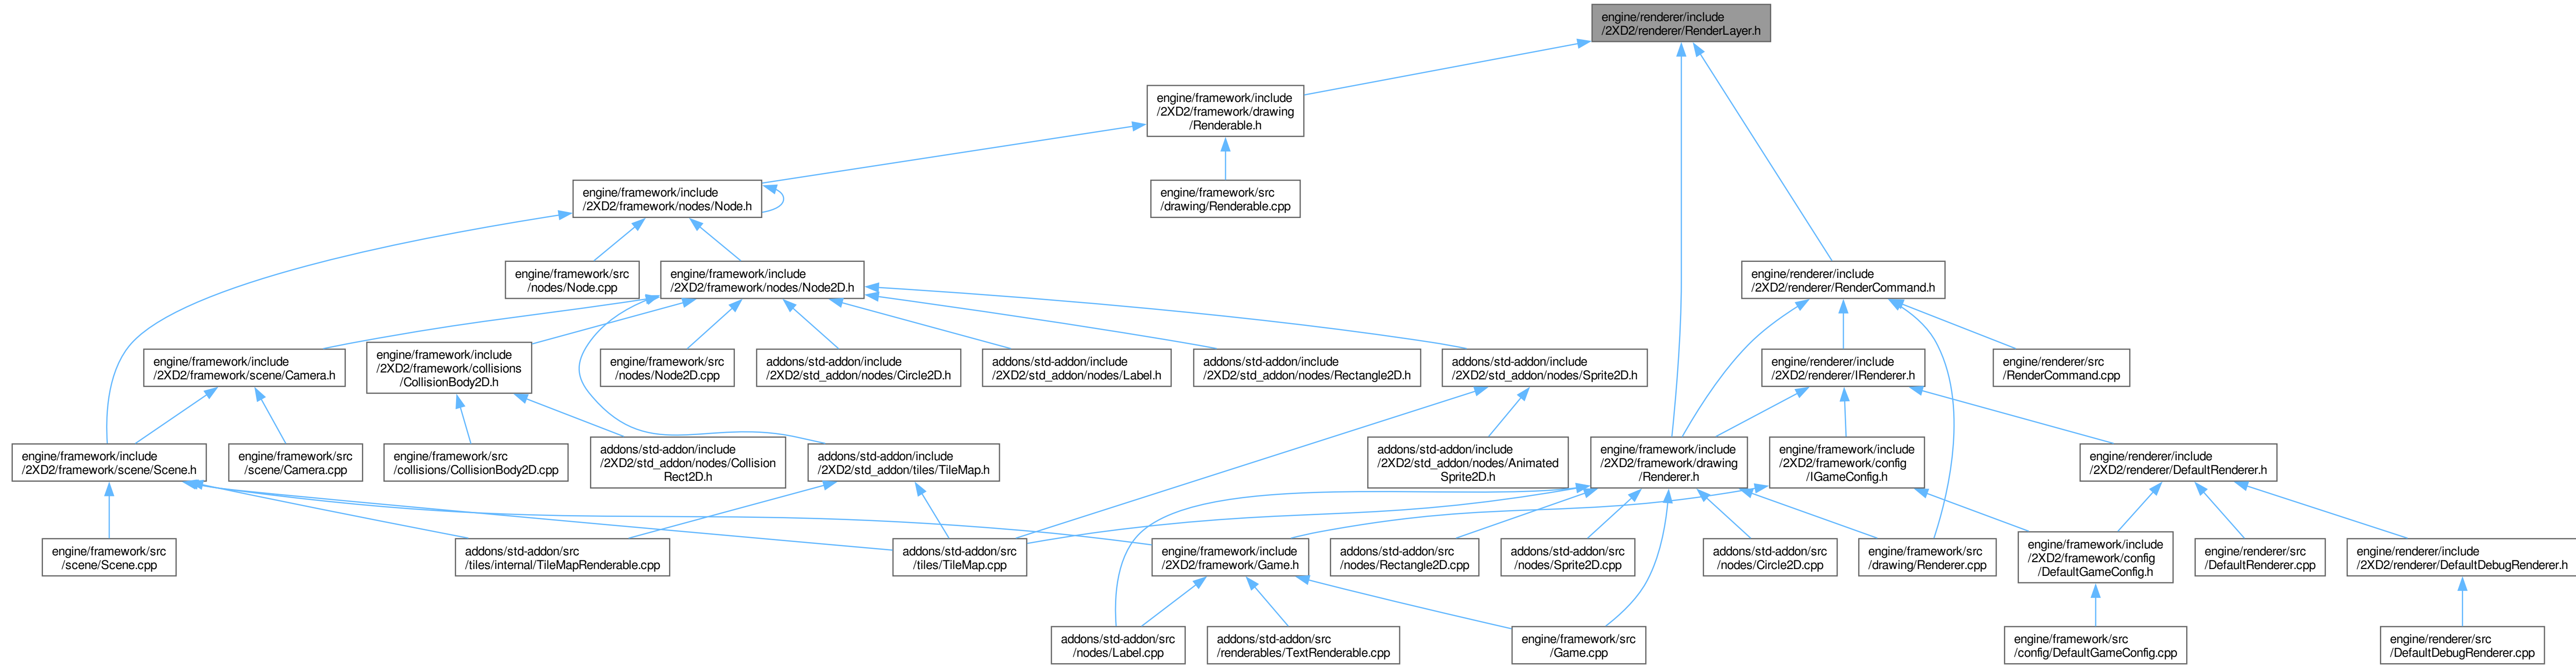 engine/renderer/include
/2XD2/renderer/RenderLayer.h
engine/framework/include
/2XD2/framework/drawing
/Renderable.h
engine/framework/include
/2XD2/framework/nodes/Node.h
engine/framework/src
/drawing/Renderable.cpp
engine/framework/src
/nodes/Node.cpp
engine/framework/include
/2XD2/framework/nodes/Node2D.h
engine/renderer/include
/2XD2/renderer/RenderCommand.h
engine/framework/include
/2XD2/framework/scene/Camera.h
engine/framework/include
/2XD2/framework/collisions
/CollisionBody2D.h
engine/framework/src
/nodes/Node2D.cpp
addons/std-addon/include
/2XD2/std_addon/nodes/Circle2D.h
addons/std-addon/include
/2XD2/std_addon/nodes/Label.h
addons/std-addon/include
/2XD2/std_addon/nodes/Rectangle2D.h
addons/std-addon/include
/2XD2/std_addon/nodes/Sprite2D.h
engine/renderer/include
/2XD2/renderer/IRenderer.h
engine/renderer/src
/RenderCommand.cpp
engine/framework/include
/2XD2/framework/scene/Scene.h
engine/framework/src
/scene/Camera.cpp
engine/framework/src
/collisions/CollisionBody2D.cpp
addons/std-addon/include
/2XD2/std_addon/nodes/Collision
Rect2D.h
addons/std-addon/include
/2XD2/std_addon/tiles/TileMap.h
addons/std-addon/include
/2XD2/std_addon/nodes/Animated
Sprite2D.h
engine/framework/include
/2XD2/framework/drawing
/Renderer.h
engine/framework/include
/2XD2/framework/config
/IGameConfig.h
engine/renderer/include
/2XD2/renderer/DefaultRenderer.h
engine/framework/src
/scene/Scene.cpp
addons/std-addon/src
/tiles/internal/TileMapRenderable.cpp
addons/std-addon/src
/tiles/TileMap.cpp
engine/framework/include
/2XD2/framework/Game.h
addons/std-addon/src
/nodes/Rectangle2D.cpp
addons/std-addon/src
/nodes/Sprite2D.cpp
addons/std-addon/src
/nodes/Circle2D.cpp
engine/framework/src
/drawing/Renderer.cpp
engine/framework/include
/2XD2/framework/config
/DefaultGameConfig.h
engine/renderer/src
/DefaultRenderer.cpp
engine/renderer/include
/2XD2/renderer/DefaultDebugRenderer.h
addons/std-addon/src
/nodes/Label.cpp
addons/std-addon/src
/renderables/TextRenderable.cpp
engine/framework/src
/Game.cpp
engine/framework/src
/config/DefaultGameConfig.cpp
engine/renderer/src
/DefaultDebugRenderer.cpp